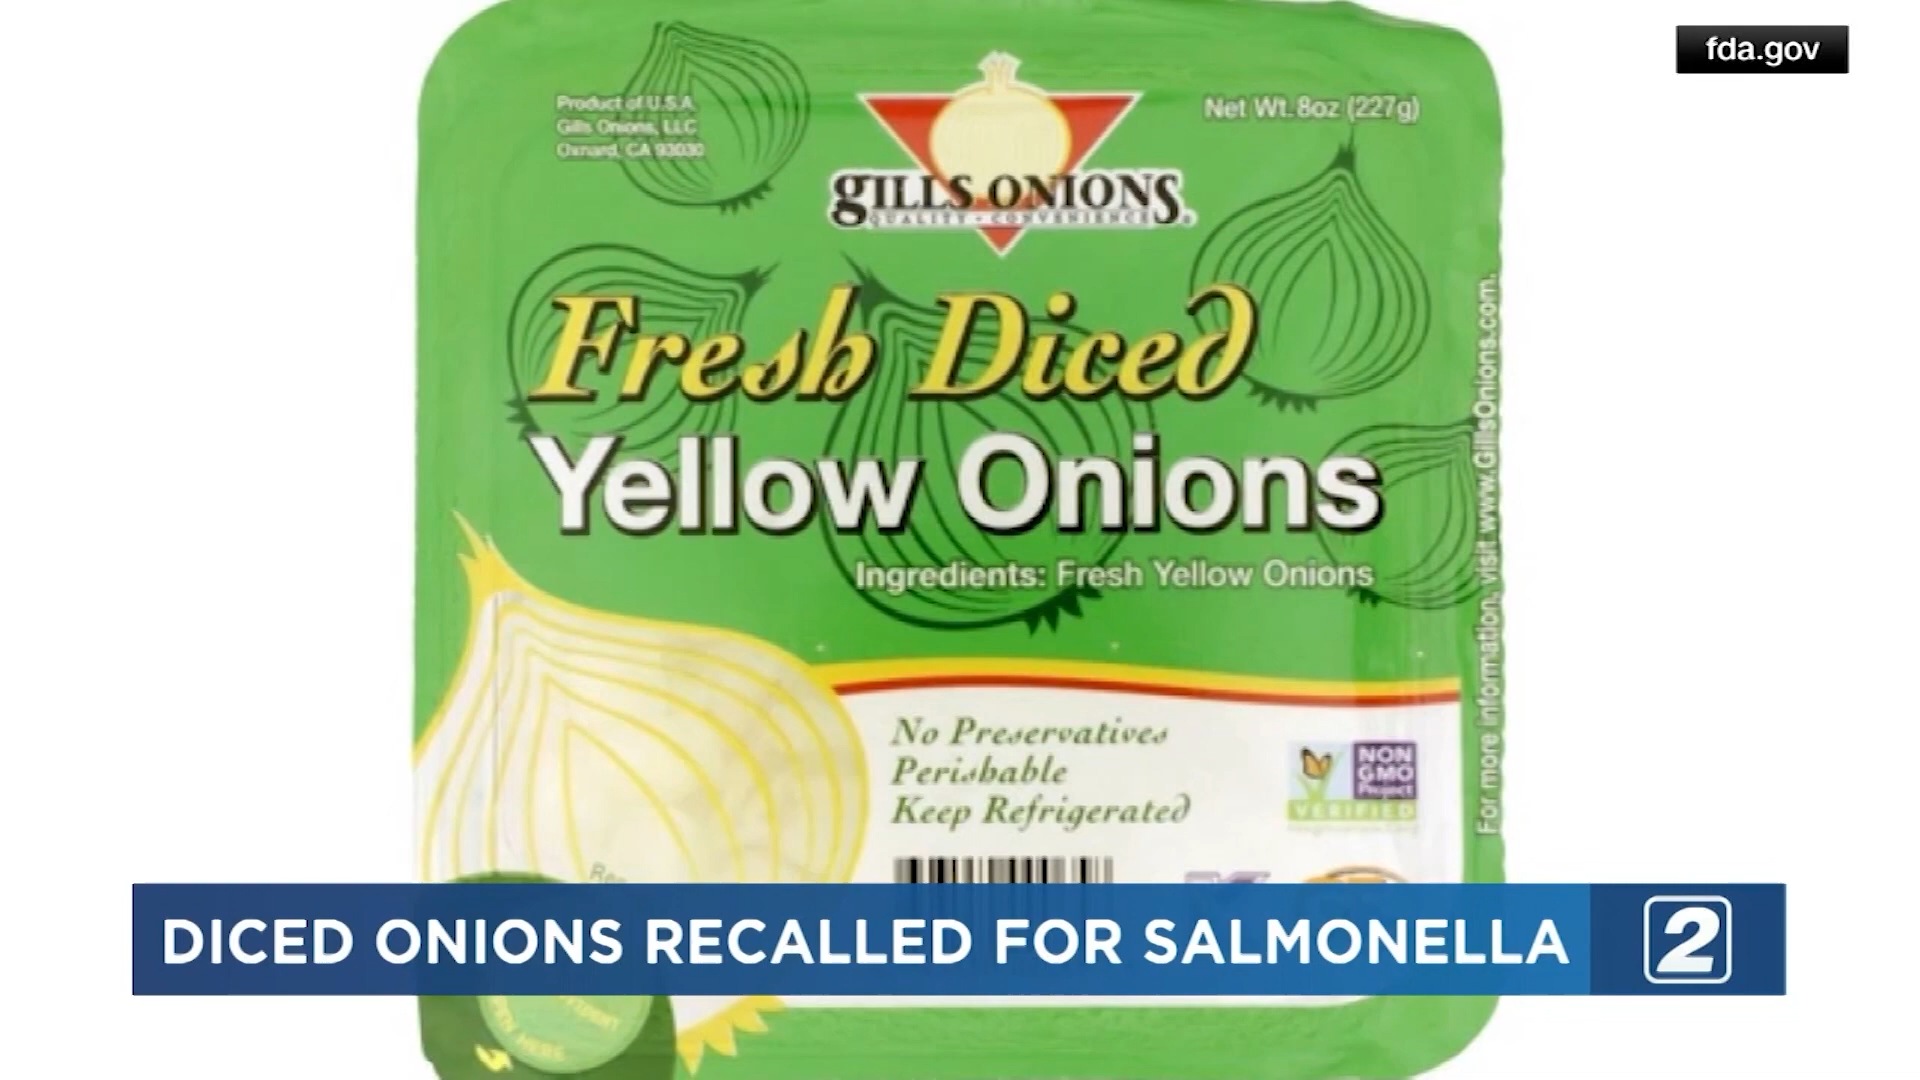 fda.gov
Product of U.S.A.
Gills Onions, LLC
Oxnard, CA 93030
Net Wt. 8oz (227g)
gILLS ONIONS
QUALITY • CONVENIENCE
Fresh Diced
Yellow Onions
Ingredients: Fresh Yellow Onions
For more information, visit www.GillsOnions.com.
No Preservatives
Perishable
Keep Refrigerated
NON
GMO
Project
VERIFIED
HERE
DICED ONIONS RECALLED FOR SALMONELLA
2